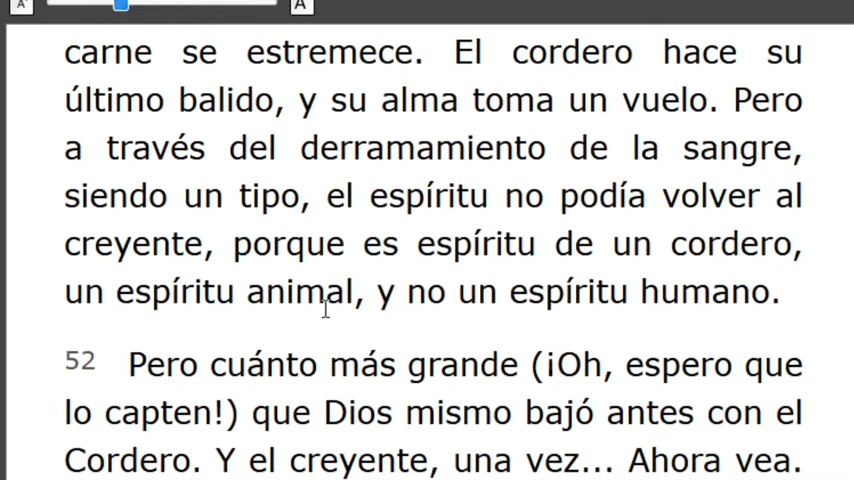 A A
carne se estremece. El cordero hace su
último balido, y su alma toma un vuelo. Pero
a través del derramamiento de la sangre,
siendo un tipo, el espíritu no podía volver al
creyente, porque es espíritu de un cordero,
un espíritu animal, y no un espíritu humano.
52 Pero cuánto más grande (¡Oh, espero que
lo capten!) que Dios mismo bajó antes con el
Cordero. Y el creyente, una vez... Ahora vea.